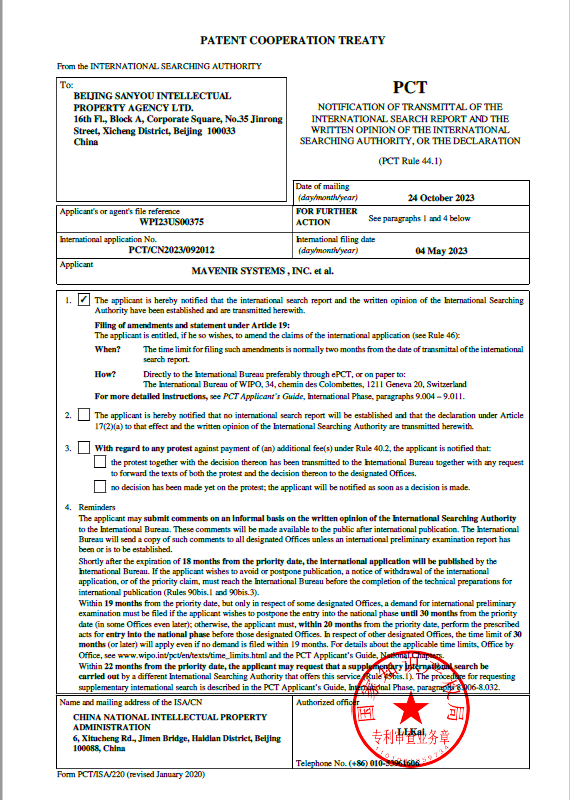 PATENT COOPERATION TREATY
From the INTERNATIONAL SEARCHING AUTHORITY
To:
BEIJING SANYOU INTELLECTUAL
PROPERTY AGENCY LTD.
16th Fl., Block A, Corporate Square, No.35 Jinrong
Street, Xicheng District, Beijing 100033
China
PCT
NOTIFICATION OF TRANSMITTAL OF THE
INTERNATIONAL SEARCH REPORT AND THE
WRITTEN OPINION OF THE INTERNATIONAL
SEARCHING AUTHORITY, OR THE DECLARATION
(PCT Rule 44.1)
Date of mailing
(day/month/year)
24 October 2023
Applicant's or agent's file reference
WPI23US00375
FOR FURTHER
ACTION
See paragraphs 1 and 4 below
International application No.
PCT/CN2023/092012
International filing date
(day/month/year)
04 May 2023
Applicant
MAVENIR SYSTEMS , INC. et al.
1. ✓ The applicant is hereby notified that the international search report and the written opinion of the International Searching
Authority have been established and are transmitted herewith.
Filing of amendments and statement under Article 19:
The applicant is entitled, if he so wishes, to amend the claims of the international application (see Rule 46):
When? The time limit for filing such amendments is normally two months from the date of transmittal of the international
search report.
How? Directly to the International Bureau preferably through ePCT, or on paper to:
The International Bureau of WIPO, 34, chemin des Colombettes, 1211 Geneva 20, Switzerland
For more detailed instructions, see PCT Applicant's Guide, International Phase, paragraphs 9.004 – 9.011.
2. The applicant is hereby notified that no international search report will be established and that the declaration under Article
17(2)(a) to that effect and the written opinion of the International Searching Authority are transmitted herewith.
3. With regard to any protest against payment of (an) additional fee(s) under Rule 40.2, the applicant is notified that:
the protest together with the decision thereon has been transmitted to the International Bureau together with any request
to forward the texts of both the protest and the decision thereon to the designated Offices.
no decision has been made yet on the protest; the applicant will be notified as soon as a decision is made.
4. Reminders
The applicant may submit comments on an informal basis on the written opinion of the International Searching Authority
to the International Bureau. These comments will be made available to the public after international publication. The International
Bureau will send a copy of such comments to all designated Offices unless an international preliminary examination report has
been or is to be established.
Shortly after the expiration of 18 months from the priority date, the international application will be published by the
International Bureau. If the applicant wishes to avoid or postpone publication, a notice of withdrawal of the international
application, or of the priority claim, must reach the International Bureau before the completion of the technical preparations for
international publication (Rules 90bis.1 and 90bis.3).
Within 19 months from the priority date, but only in respect of some designated Offices, a demand for international preliminary
examination must be filed if the applicant wishes to postpone the entry into the national phase until 30 months from the priority
date (in some Offices even later); otherwise, the applicant must, within 20 months from the priority date, perform the prescribed
acts for entry into the national phase before those designated Offices. In respect of other designated Offices, the time limit of 30
months (or later) will apply even if no demand is filed within 19 months. For details about the applicable time limits, Office by
Office, see www.wipo.int/pct/en/texts/time_limits.html and the PCT Applicant's Guide, National Chapters.
Within 22 months from the priority date, the applicant may request that a supplementary international search be
carried out by a different International Searching Authority that offers this service (Rule 45bis.1). The procedure for requesting
supplementary international search is described in the PCT Applicant's Guide, International Phase, paragraphs 8.006-8.032.
Name and mailing address of the ISA/CN
CHINA NATIONAL INTELLECTUAL PROPERTY
ADMINISTRATION
6, Xitucheng Rd., Jimen Bridge, Haidian District, Beijing
100088, China
Authorized officer
LI,Kai
专利审查业务章
Telephone No. (+86) 010-53961606
Form PCT/ISA/220 (revised January 2020)